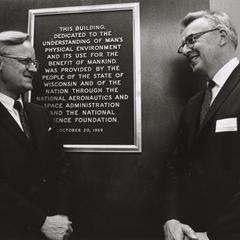 THIS BUILDING,
DEDICATED TO THE
UNDERSTANDING OF MAN'S
PHYSICAL ENVIRONMENT
AND ITS USE FOR THE
BENEFIT OF MANKIND,
WAS PROVIDED BY THE
PEOPLE OF THE STATE OF
WISCONSIN AND OF THE
NATION THROUGH THE
NATIONAL AERONAUTICS AND
SPACE ADMINISTRATION
AND THE NATIONAL
SCIENCE FOUNDATION.
OCTOBER 20, 1969